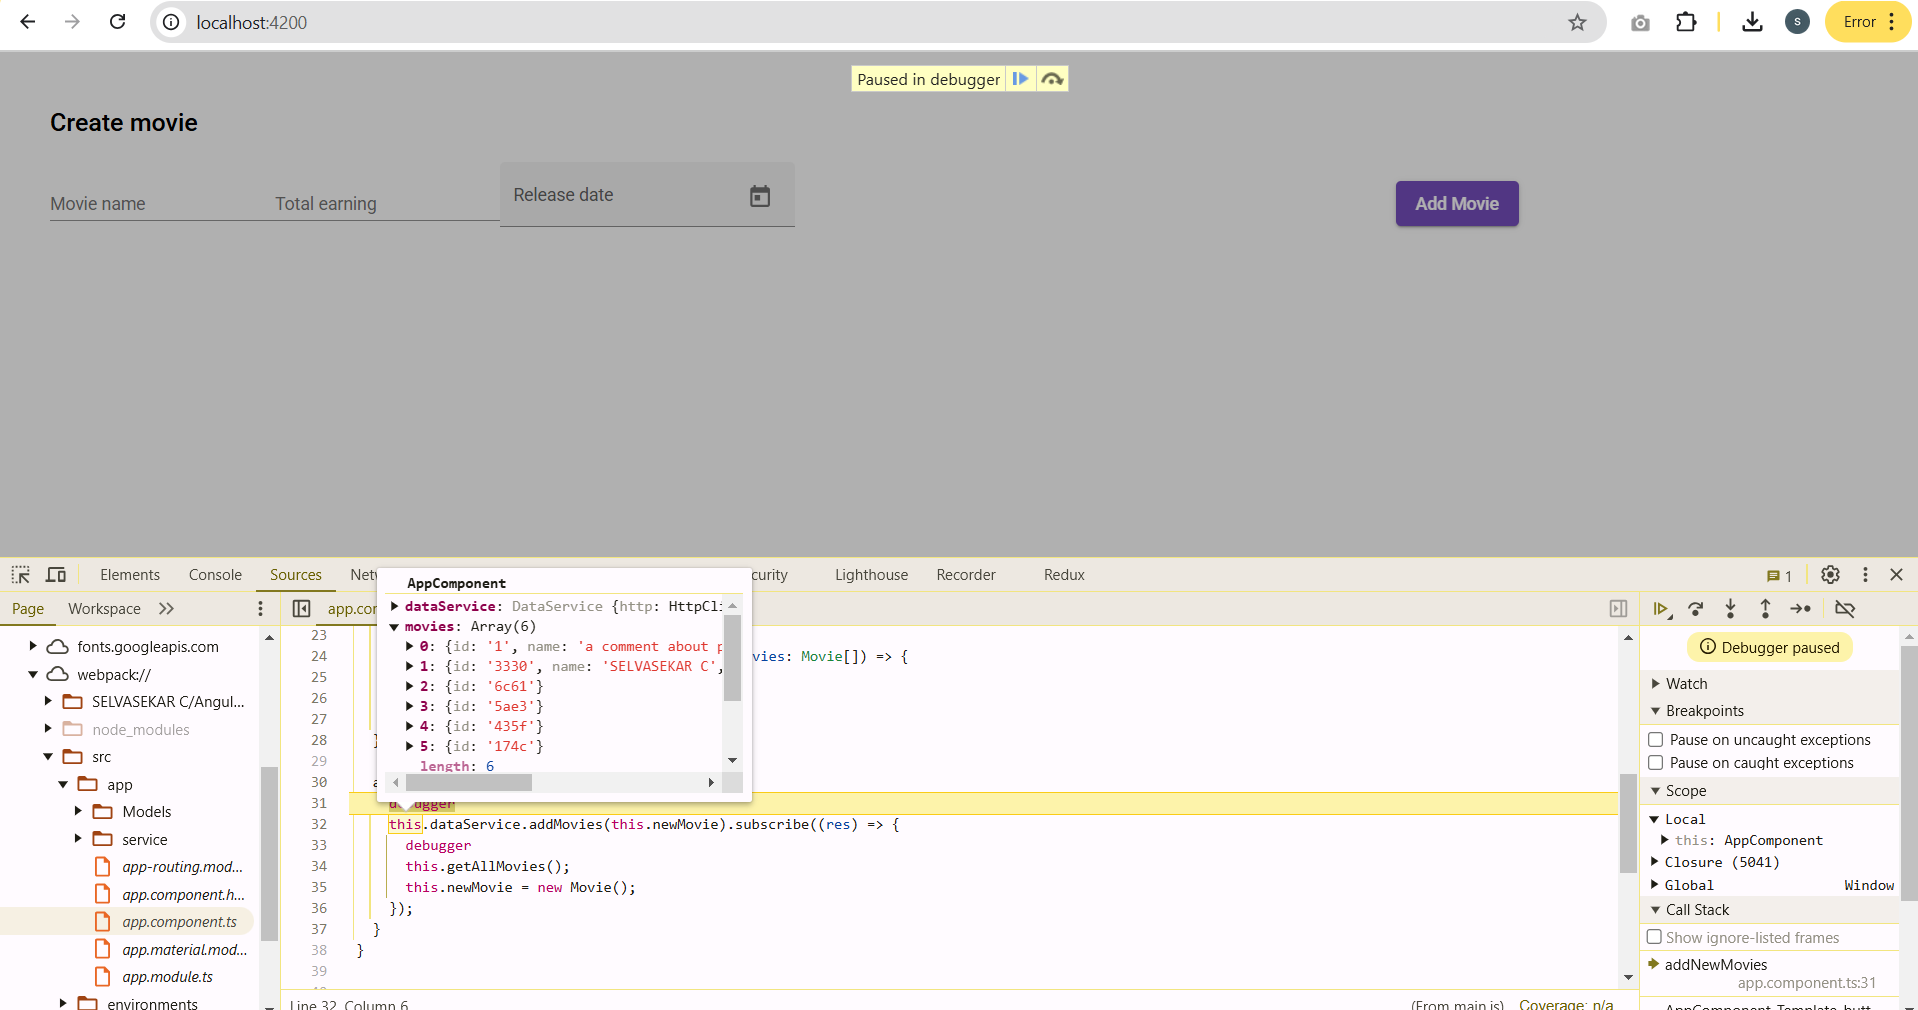 localhost:4200
S
Error
Paused in debugger
Create movie
Movie name
Total earning
Release date
Add Movie
Elements
Console
Sources
Lighthouse
Recorder
Redux
1
Page
Workspace
fonts.googleapis.com
webpack://
SELVASEKAR C/Angul...
node_modules
src
app
Models
service
app-routing.mod...
app.component.h...
app.component.ts
app.material.mod...
app.module.ts
environments
AppComponent
dataService: DataService {http: HttpCli
movies: Array(6)
0: {id: '1', name: 'a comment about p
1: {id: '3330', name: 'SELVASEKAR C',
2: {id: '6c61'}
3: {id: '5ae3'}
4: {id: '435f'}
5: {id: '174c'}
length: 6
23
24 vies: Movie[]) => {
25
26
27
28 }
29
30 a
31 debugger
32 this.dataService.addMovies(this.newMovie).subscribe((res) => {
33 debugger
34 this.getAllMovies();
35 this.newMovie = new Movie();
36 });
37 }
38 }
39
Line 32, Column 6
(From main.js)
Coverage: n/a
Debugger paused
Watch
Breakpoints
Pause on uncaught exceptions
Pause on caught exceptions
Scope
Local
this: AppComponent
Closure (5041)
Global Window
Call Stack
Show ignore-listed frames
addNewMovies
app.component.ts:31